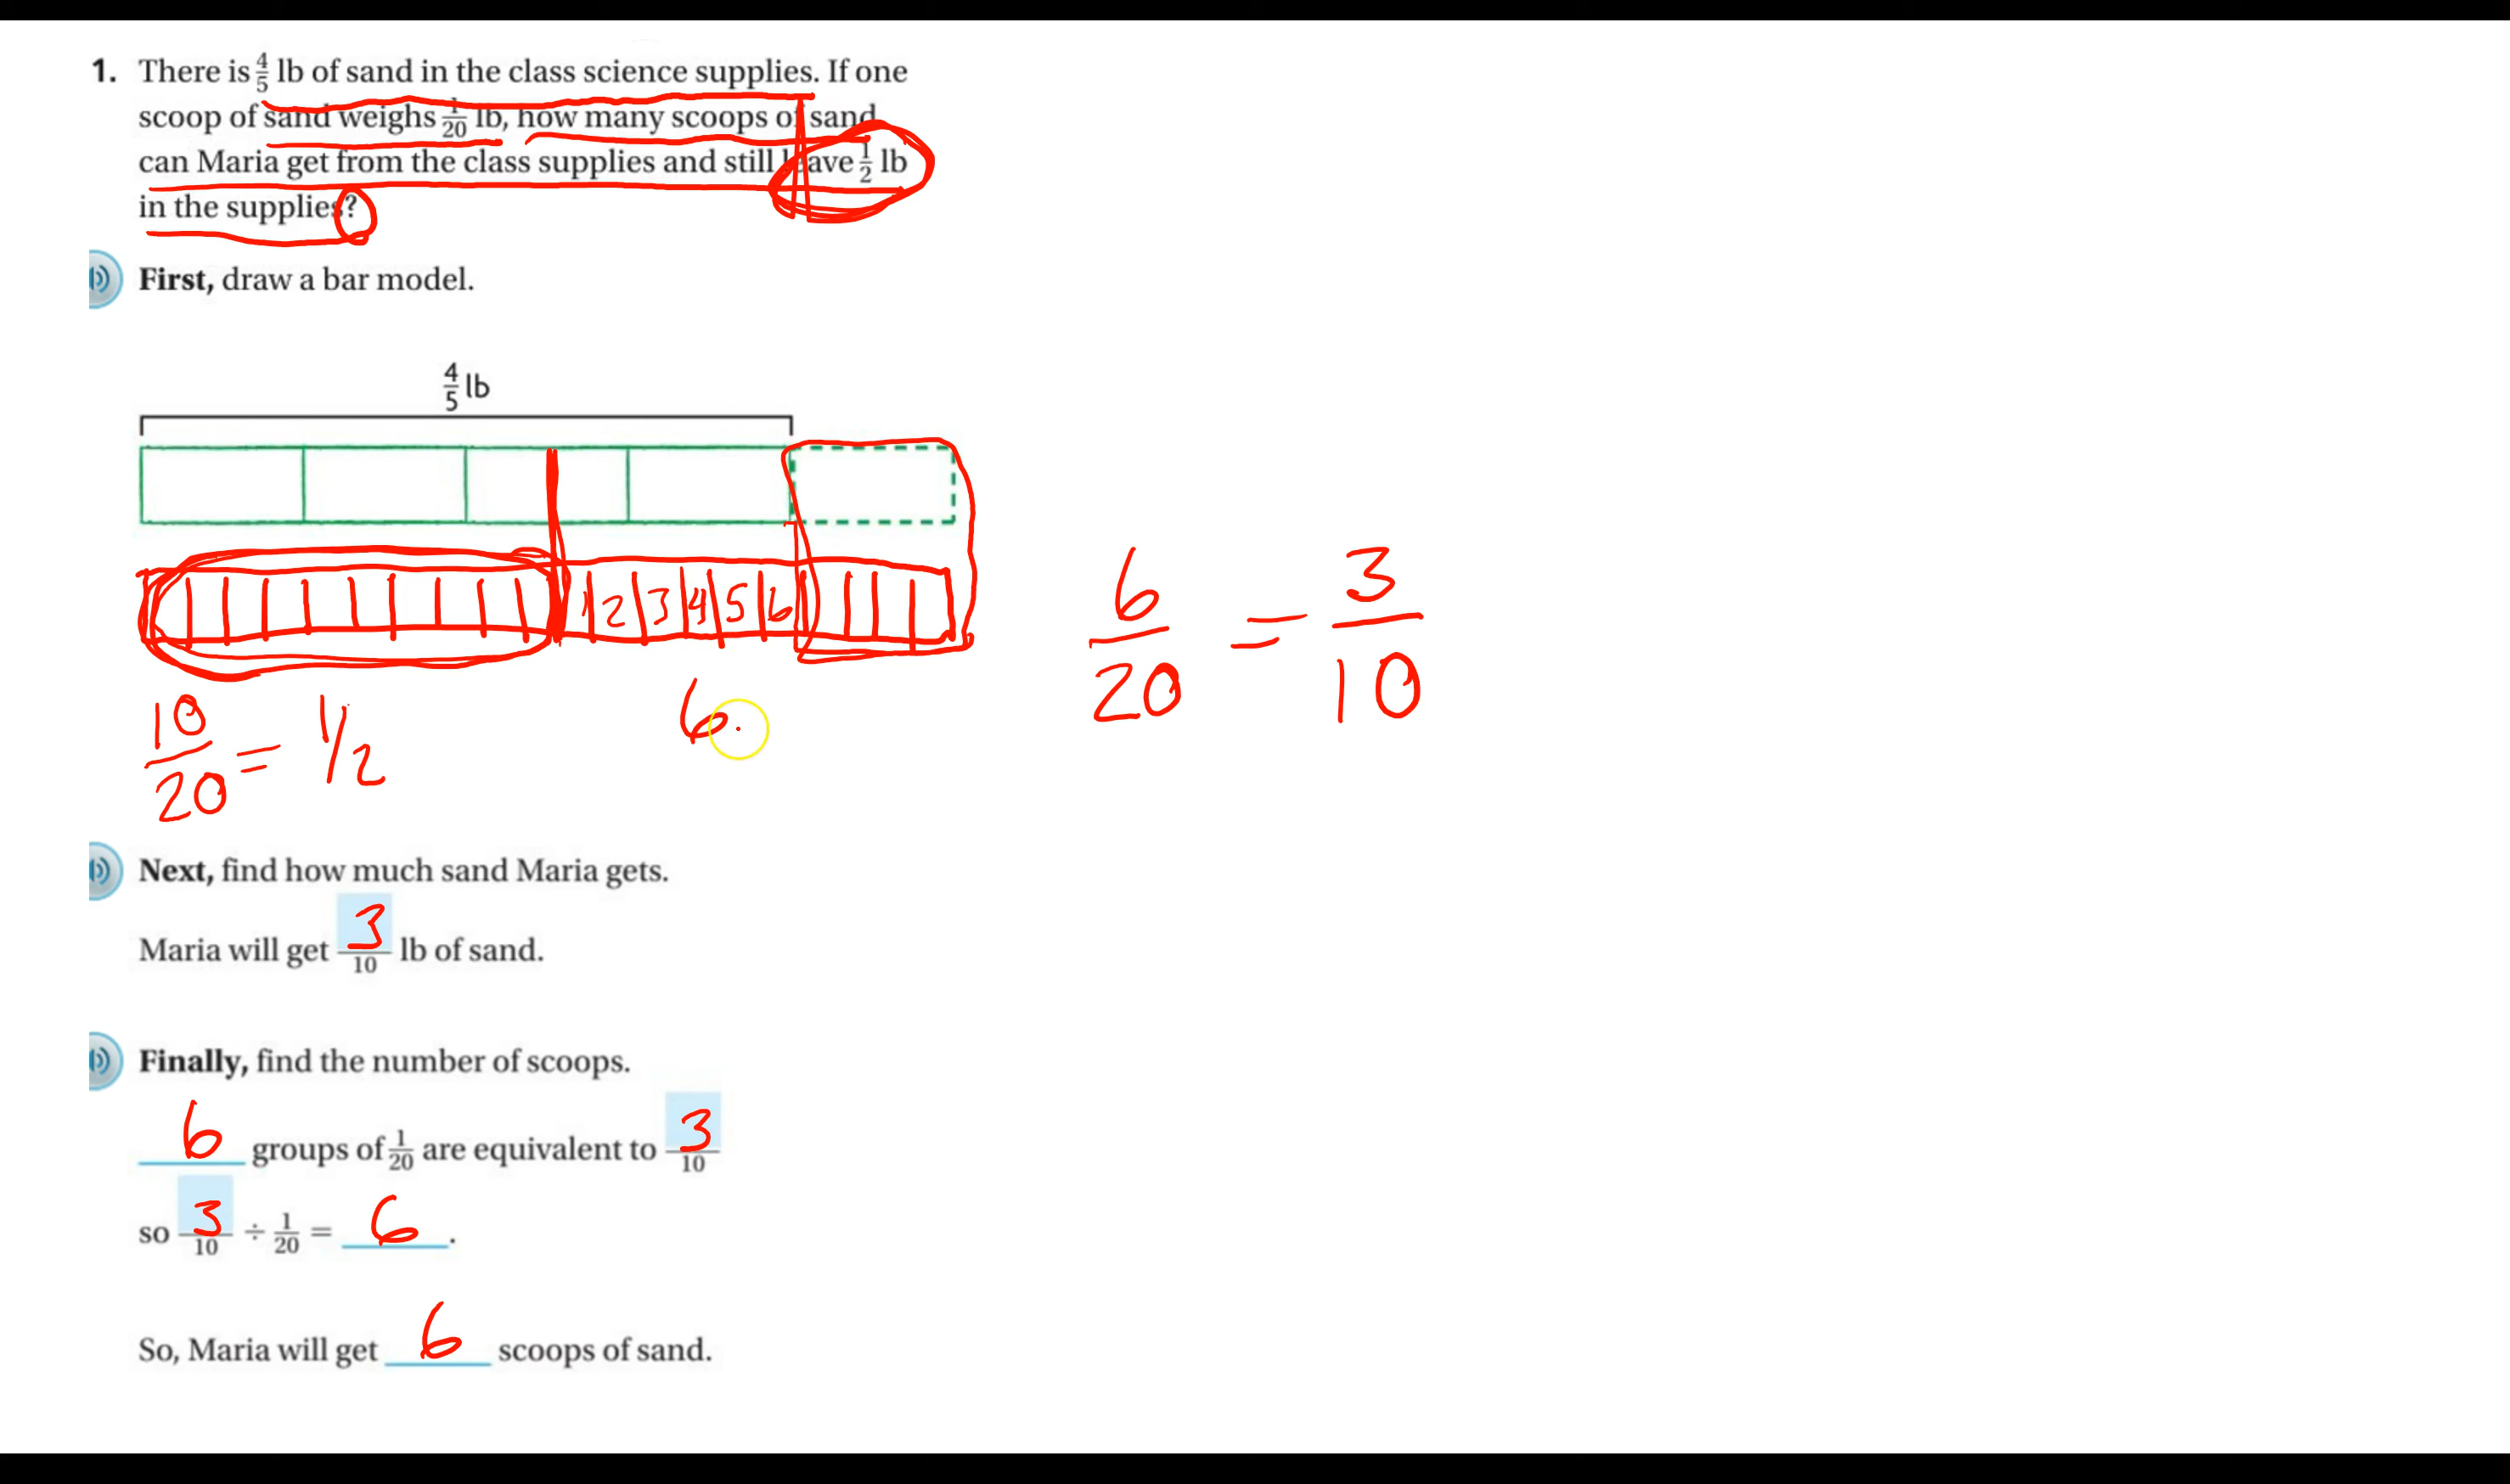 1. There is 4/5 lb of sand in the class science supplies. If one
scoop of sand weighs 1/20 lb, how many scoops of sand
can Maria get from the class supplies and still leave 1/2 lb
in the supplies?
First, draw a bar model.
4/5 lb
1 2 3 4 5 6
6/20 = 3/10
10/20 = 1/2
6.
Next, find how much sand Maria gets.
Maria will get 3/10 lb of sand.
Finally, find the number of scoops.
6 groups of 1/20 are equivalent to 3/10
so 3/10 ÷ 1/20 = 6.
So, Maria will get 6 scoops of sand.